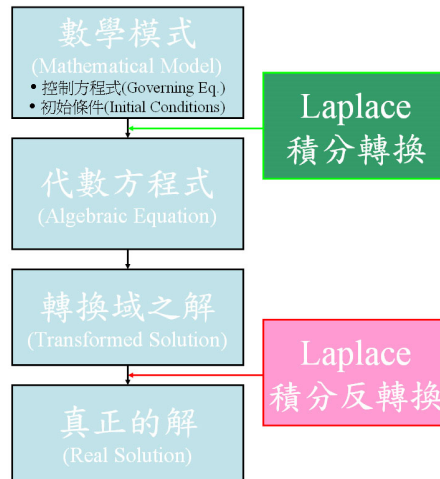 數學模式
(Mathematical Model)
• 控制方程式(Governing Eq.)
• 初始條件(Initial Conditions)
Laplace
積分轉換
代數方程式
(Algebraic Equation)
轉換域之解
(Transformed Solution)
Laplace
積分反轉換
真正的解
(Real Solution)